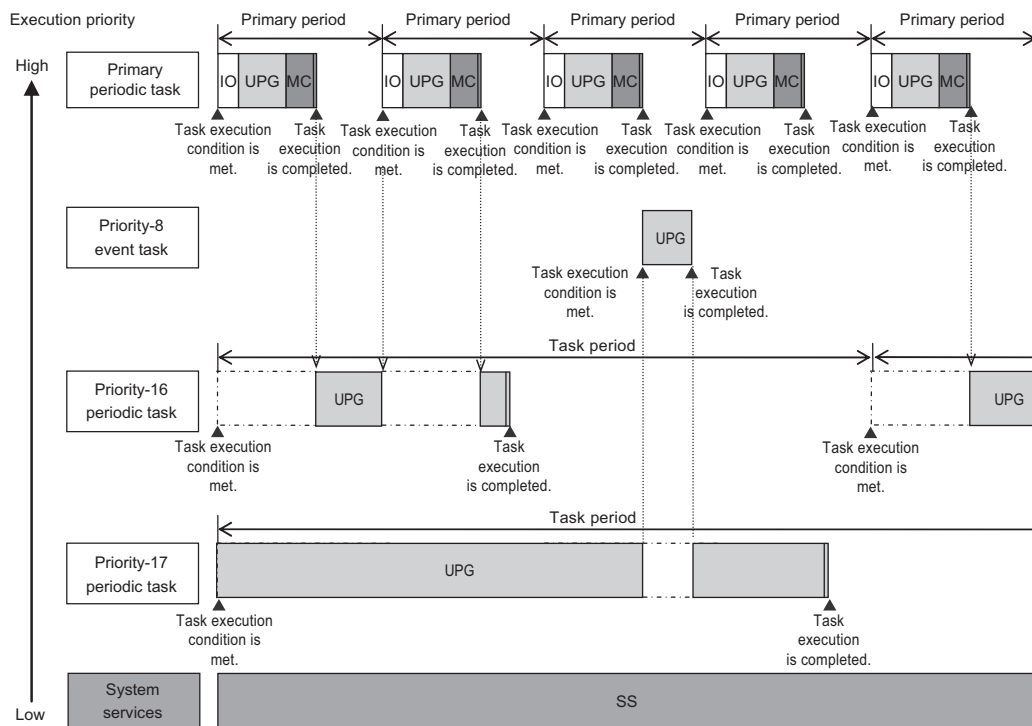 Execution priority
Primary period
Primary period
Primary period
Primary period
Primary period
High
Primary
periodic task
IO
UPG
MC
IO
UPG
MC
IO
UPG
MC
IO
UPG
MC
IO
UPG
MC
Task execution
condition is
met.
Task
execution
is completed.
Task execution
condition is
met.
Task
execution
is completed.
Task execution
condition is
met.
Task
execution
is completed.
Task execution
condition is
met.
Task
execution
is completed.
Task execution
condition is
met.
Task
execution
is completed.
Priority-8
event task
UPG
Task execution
condition is
met.
Task
execution
is completed.
Task period
Priority-16
periodic task
UPG
UPG
Task execution
condition is
met.
Task
execution
is completed.
Task execution
condition is
met.
Task period
Priority-17
periodic task
UPG
Task execution
condition is
met.
Task
execution
is completed.
System
services
SS
Low